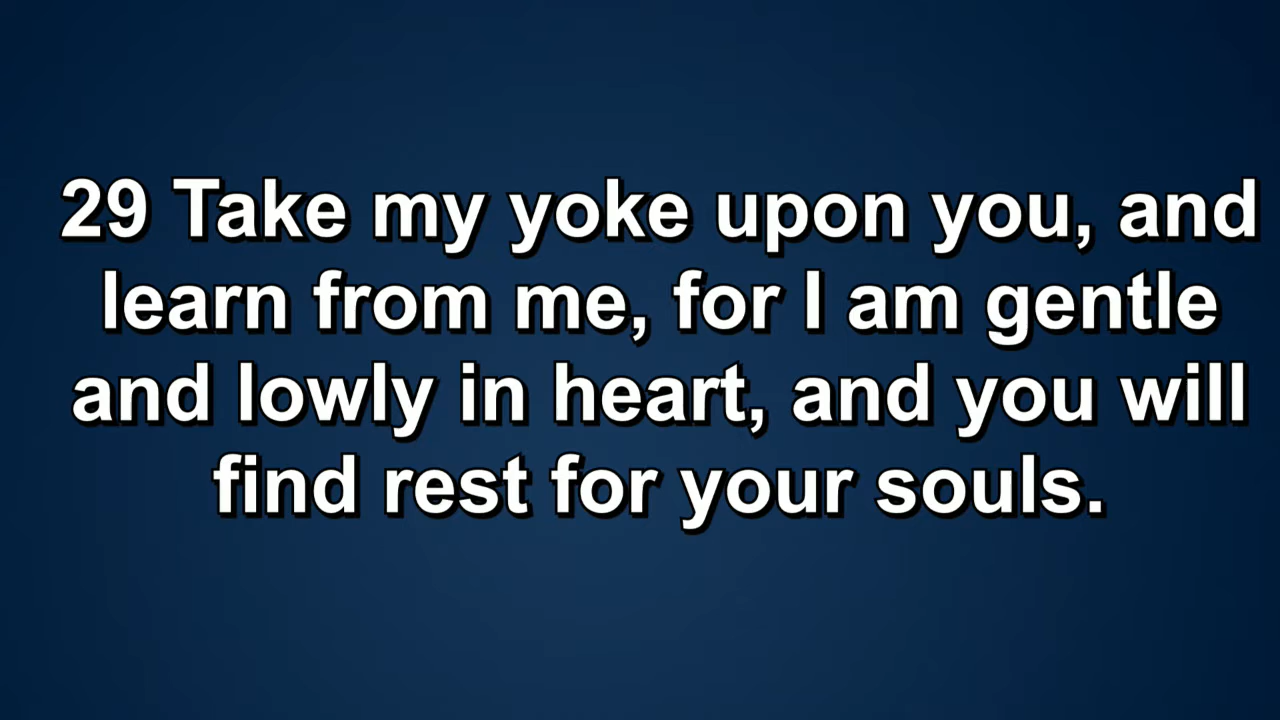 29 Take my yoke upon you, and
learn from me, for I am gentle
and lowly in heart, and you will
find rest for your souls.